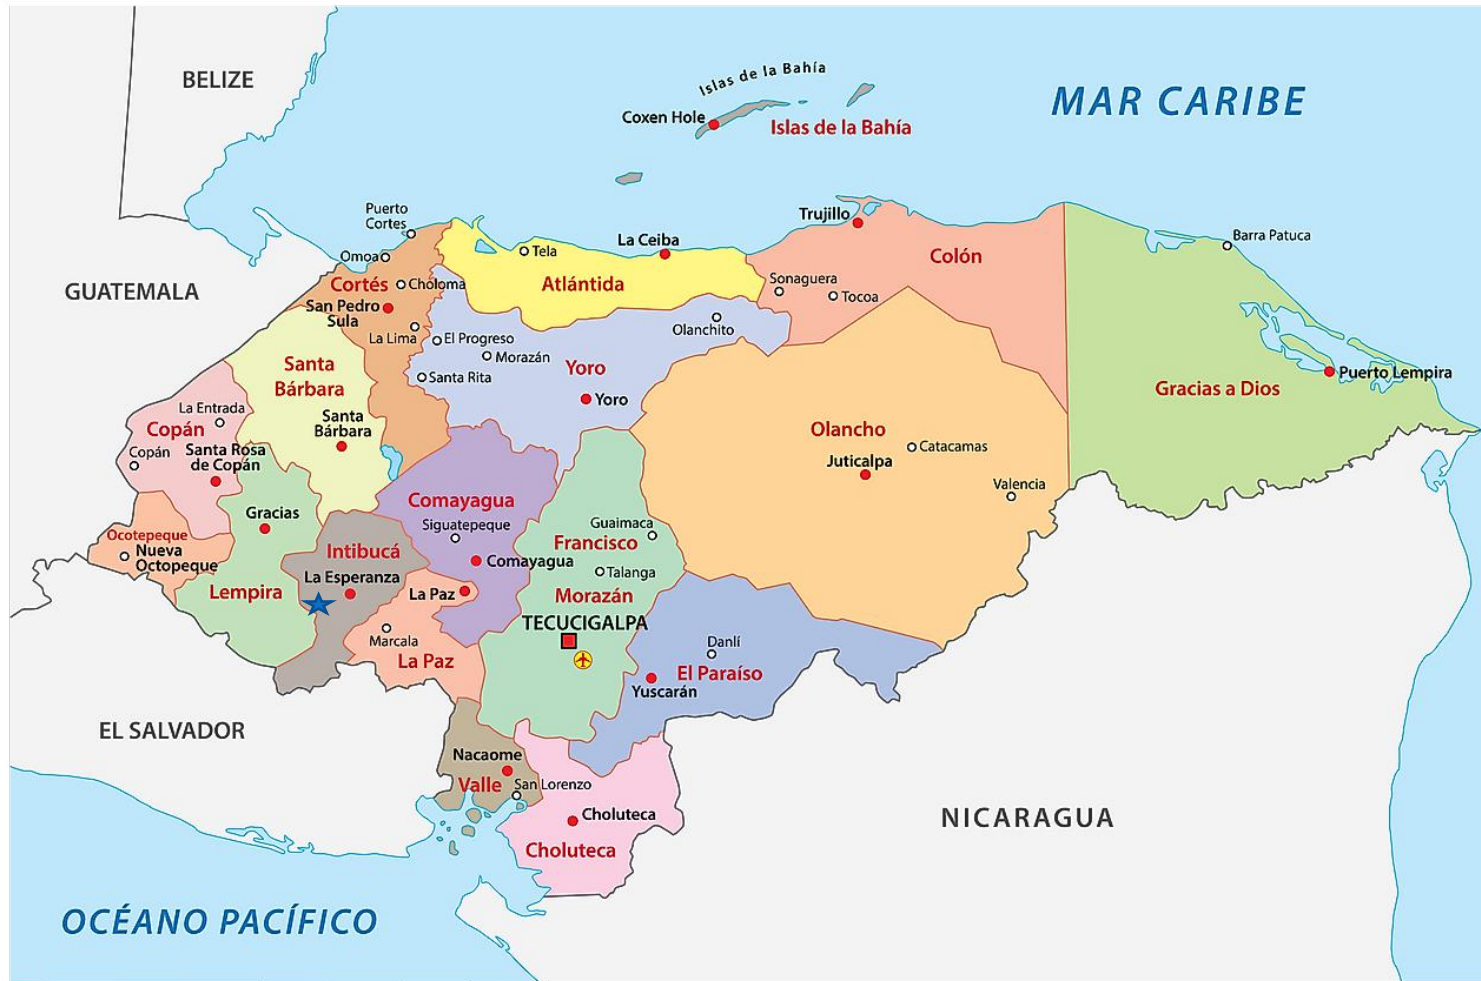 BELIZE
Islas de la Bahía
MAR CARIBE
Coxen Hole
Islas de la Bahía
Puerto
Cortes
Trujillo
La Ceiba
Barra Patuca
Omoa
Tela
Colón
GUATEMALA
Cortés
Choloma
Atlántida
Sonaguera
Tocoa
San Pedro
Sula
La Lima
El Progreso
Olanchito
Morazán
Santa
Bárbara
Yoro
Santa Rita
Puerto Lempira
Gracias a Dios
Yoro
La Entrada
Santa
Bárbara
Copán
Olancho
Copán
Santa Rosa
de Copán
Catacamas
Juticalpa
Valencia
Comayagua
Gracias
Siguatepeque
Guaimaca
Ocotepeque
Nueva
Octopeque
Intibucá
Francisco
Comayagua
La Esperanza
Talanga
Lempira
La Paz
Morazán
TECUCIGALPA
Marcala
Danlí
La Paz
El Paraíso
Yuscarán
EL SALVADOR
Nacaome
Valle
San Lorenzo
Choluteca
NICARAGUA
Choluteca
OCÉANO PACÍFICO